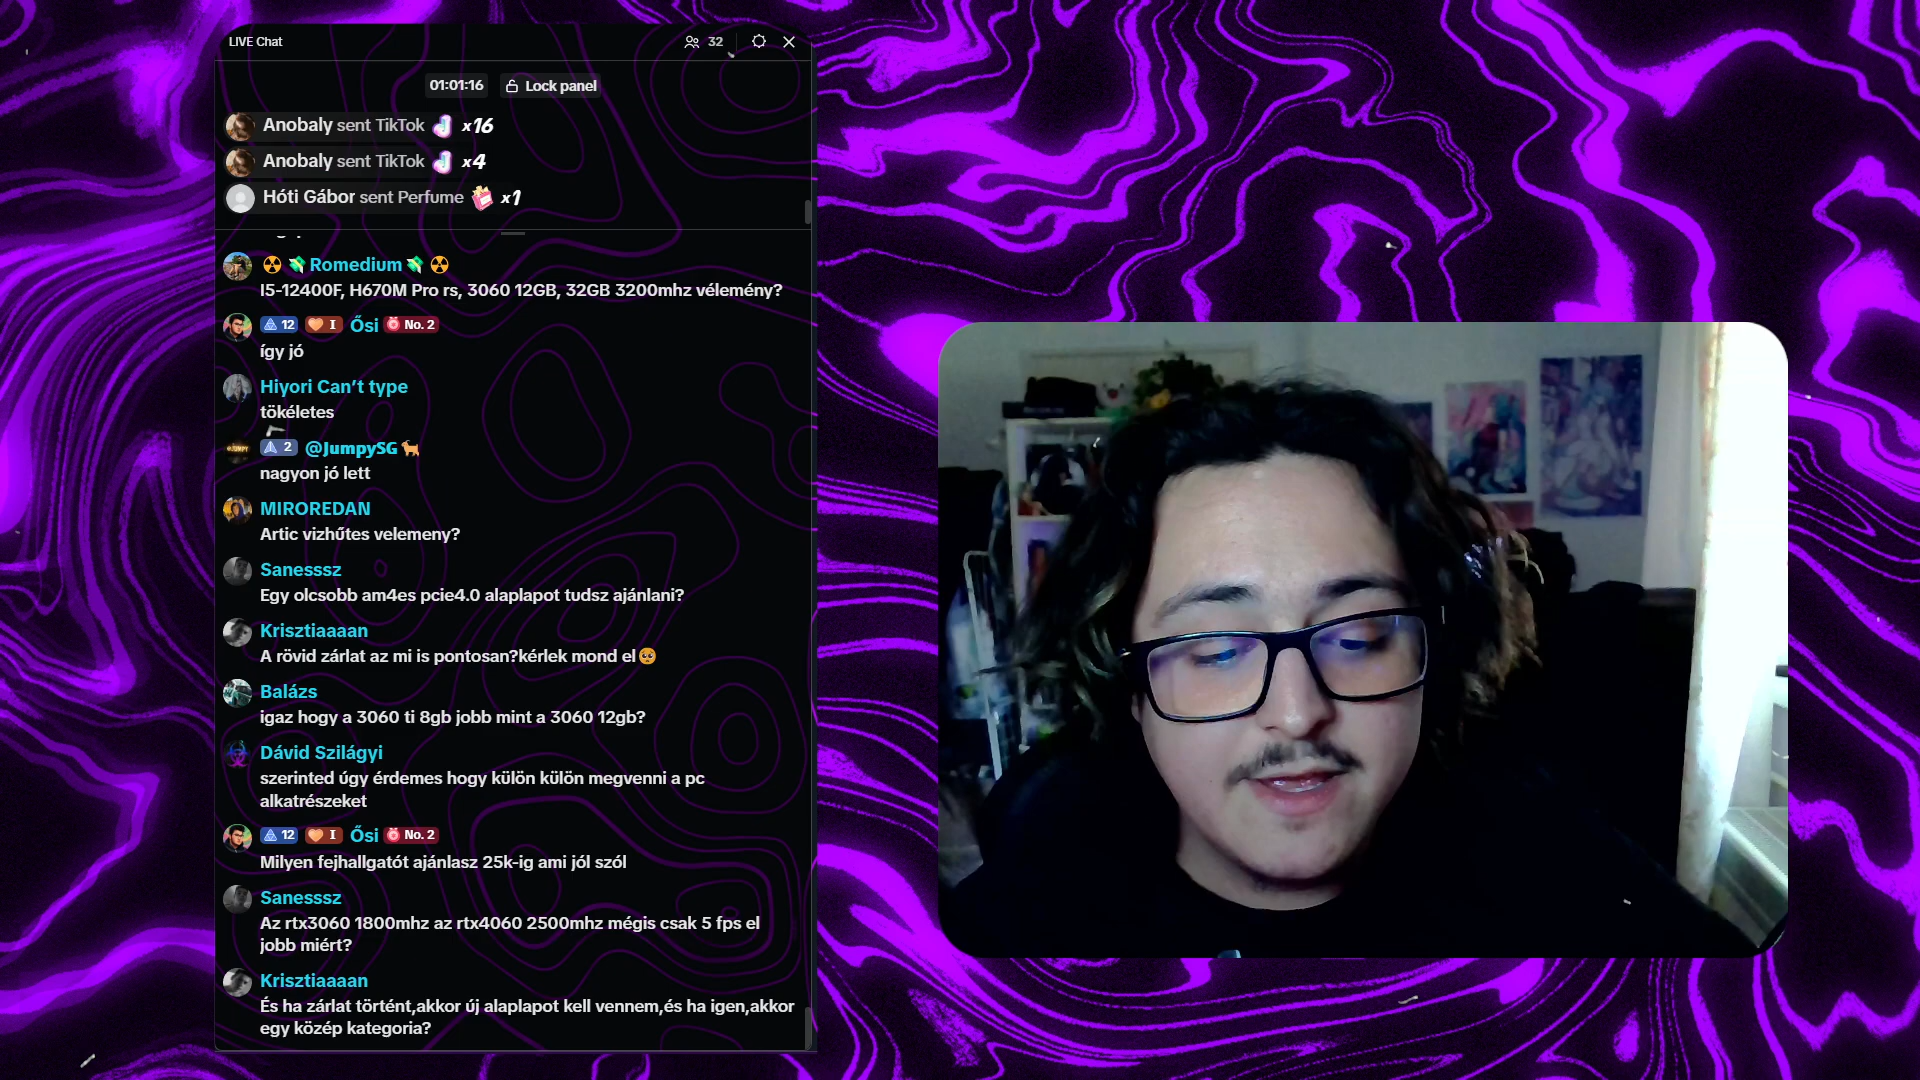 LIVE Chat
32
01:01:16
Lock panel
Anobaly sent TikTok x16
Anobaly sent TikTok x4
Hóti Gábor sent Perfume x1
☢️💸Romedium💸☢️
I5-12400F, H670M Pro rs, 3060 12GB, 32GB 3200mhz vélemény?
12 I Ősi No. 2
így jó
Hiyori Can't type
tökéletes
2 @JumpySG🐕
nagyon jó lett
MIROREDAN
Artic vizhűtes velemeny?
Sanesssz
Egy olcsobb am4es pcie4.0 alaplapot tudsz ajánlani?
Krisztiaaaan
A rövid zárlat az mi is pontosan?kérlek mond el🥺
Balázs
igaz hogy a 3060 ti 8gb jobb mint a 3060 12gb?
Dávid Szilágyi
szerinted úgy érdemes hogy külön külön megvenni a pc
alkatrészeket
12 I Ősi No. 2
Milyen fejhallgatót ajánlasz 25k-ig ami jól szól
Sanesssz
Az rtx3060 1800mhz az rtx4060 2500mhz mégis csak 5 fps el
jobb miért?
Krisztiaaaan
És ha zárlat történt,akkor új alaplapot kell vennem,és ha igen,akkor
egy közép kategoria?